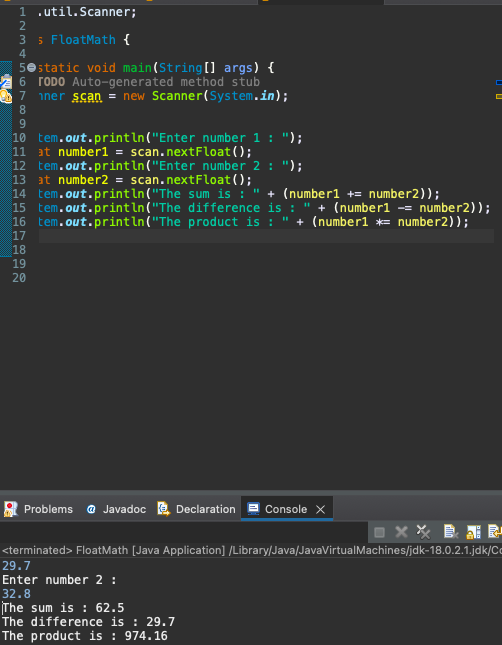 1 .util.Scanner;
2
3 s FloatMath {
4
5 static void main(String[] args) {
6 TODO Auto-generated method stub
7 nner scan = new Scanner(System.in);
8
9
10 tem.out.println("Enter number 1 : ");
11 at number1 = scan.nextFloat();
12 tem.out.println("Enter number 2 : ");
13 at number2 = scan.nextFloat();
14 tem.out.println("The sum is : " + (number1 += number2));
15 tem.out.println("The difference is : " + (number1 -= number2));
16 tem.out.println("The product is : " + (number1 *= number2));
17
18
19
20
Problems @ Javadoc Declaration Console
<terminated> FloatMath [Java Application] /Library/Java/JavaVirtualMachines/jdk-18.0.2.1.jdk/Co
29.7
Enter number 2 :
32.8
The sum is : 62.5
The difference is : 29.7
The product is : 974.16